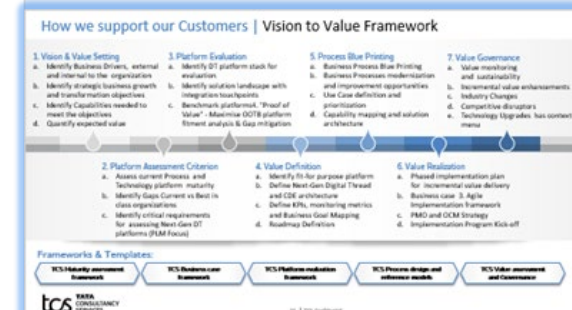 How we support our Customers | Vision to Value Framework
1. Vision & Value Setting
a. Identify Business Drivers, external
and internal to the organization
b. Identify strategic business growth
and transformation objectives
c. Identify Capabilities needed to
meet the objectives
d. Quantify expected value
3. Platform Evaluation
a. Identify DT platform stack for
evaluation
b. Identify solution landscape with
integration touchpoints
c. Benchmark platforms4. "Proof of
Value" - Maximise OOTB platform
fitment analysis & Gap mitigation
5. Process Blue Printing
a. Business Process Blue Printing
b. Business Processes modernization
and improvement opportunities
c. Use Case definition and
prioritization
d. Capability mapping and solution
architecture
7. Value Governance
a. Value monitoring
and sustainability
b. Incremental value enhancements
c. Industry Changes
d. Competitive disruptors
e. Technology Upgrades has context
menu
2. Platform Assessment Criterion
a. Assess current Process and
Technology platform maturity
b. Identify Gaps Current vs Best in
class organizations
c. Identify critical requirements
for assessing Next-Gen DT
platforms (PLM Focus)
4. Value Definition
a. Identify fit-for purpose platform
b. Define Next-Gen Digital Thread
and CDE architecture
c. Define KPIs, monitoring metrics
and Business Goal Mapping
d. Roadmap Definition
6. Value Realization
a. Phased implementation plan
for incremental value delivery
b. Business case 3. Agile
Implementation framework
c. PMO and OCM Strategy
d. Implementation Program Kick-off
Frameworks & Templates:
TCS Maturity assessment
framework
TCS Business case
framework
TCS Platform evaluation
framework
TCS Process design and
reference models
TCS Value assessment
and Governance
tcs TATA
CONSULTANCY
SERVICES